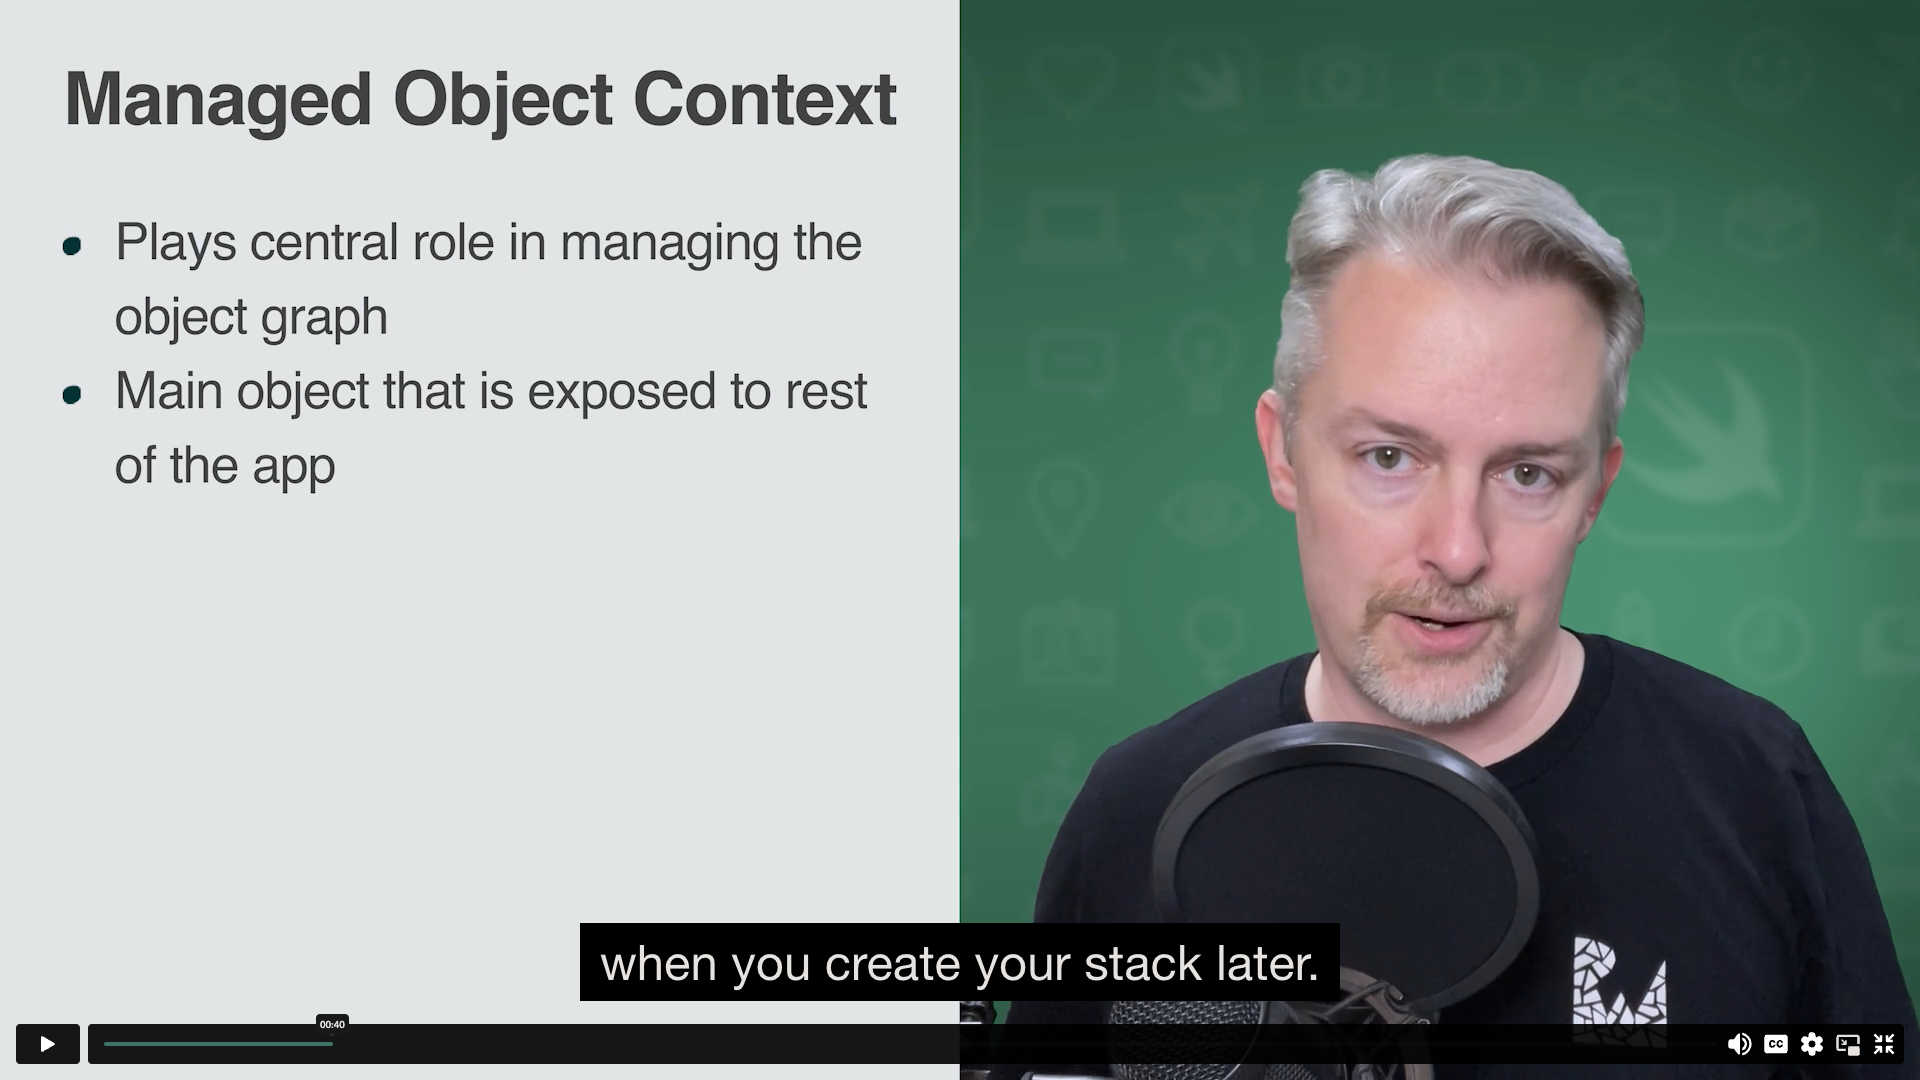 Managed Object Context
Plays central role in managing the
object graph
Main object that is exposed to rest
of the app
when you create your stack later.
00:40
CC